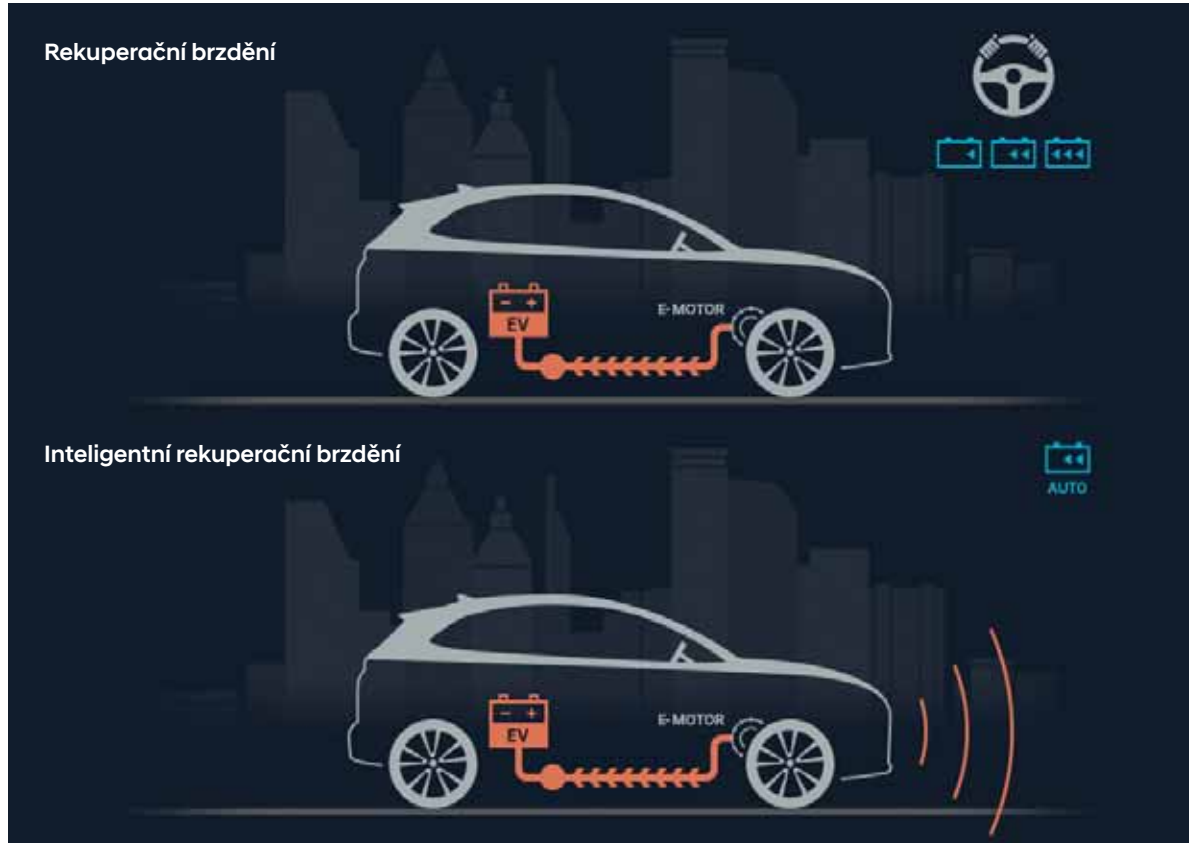 Rekuperační brzdění
E-MOTOR
- +
EV
Inteligentní rekuperační brzdění
AUTO
E-MOTOR
- +
EV